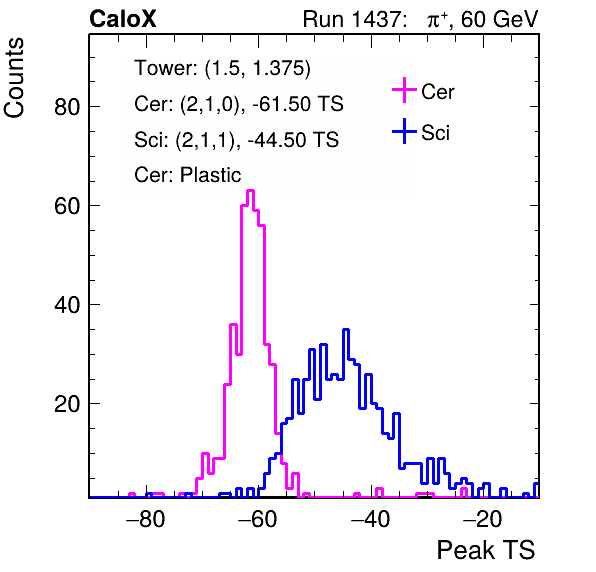 CaloX Run 1437: π⁺, 60 GeV
Counts
Tower: (1.5, 1.375)
Cer: (2,1,0), -61.50 TS
Sci: (2,1,1), -44.50 TS
Cer: Plastic
Cer
Sci
80
60
40
20
−80 −60 −40 −20
Peak TS